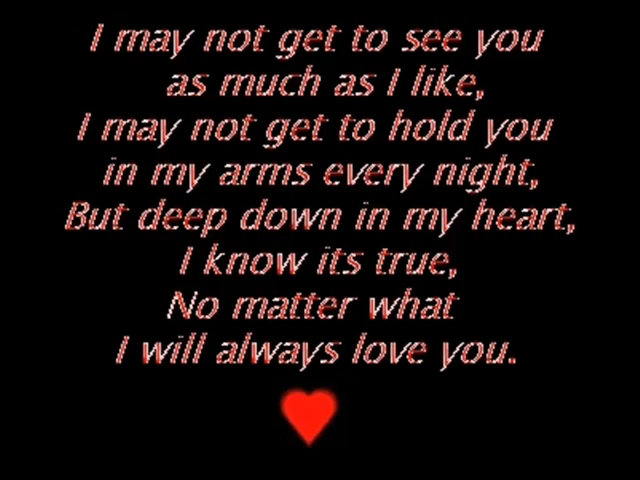 I may not get to see you
as much as I like,
I may not get to hold you
in my arms every night,
But deep down in my heart,
I know its true,
No matter what
I will always love you.